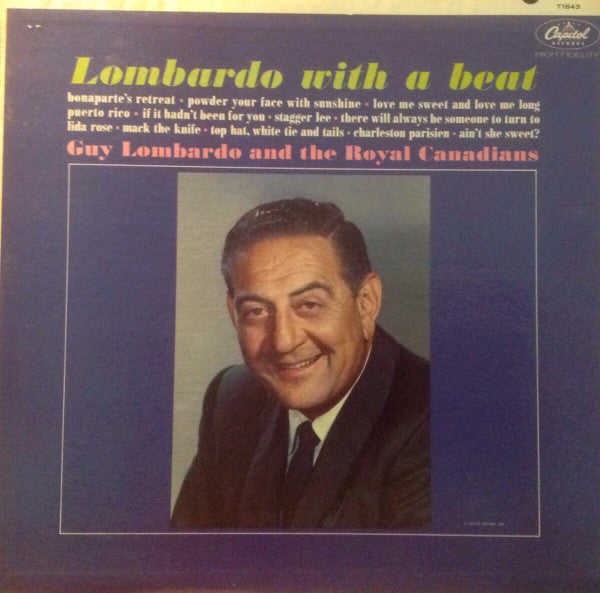 T1843
Capitol
RECORDS
HIGH FIDELITY
Lombardo with a beat
bonaparte's retreat • powder your face with sunshine • love me sweet and love me long
puerto rico • if it hadn't been for you • stagger lee • there will always be someone to turn to
lida rose • mack the knife • top hat, white tie and tails • charleston parisien • ain't she sweet?
Guy Lombardo and the Royal Canadians